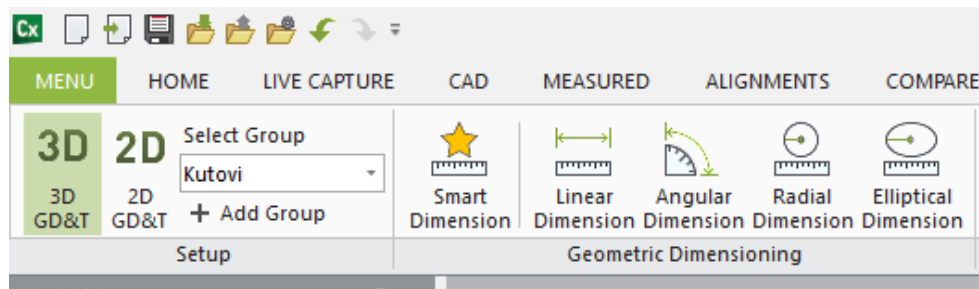 Cx
MENU HOME LIVE CAPTURE CAD MEASURED ALIGNMENTS COMPARE
3D 2D Select Group
Kutovi
+ Add Group
3D GD&T
2D GD&T
Smart Dimension
Linear Dimension
Angular Dimension
Radial Dimension
Elliptical Dimension
Setup
Geometric Dimensioning